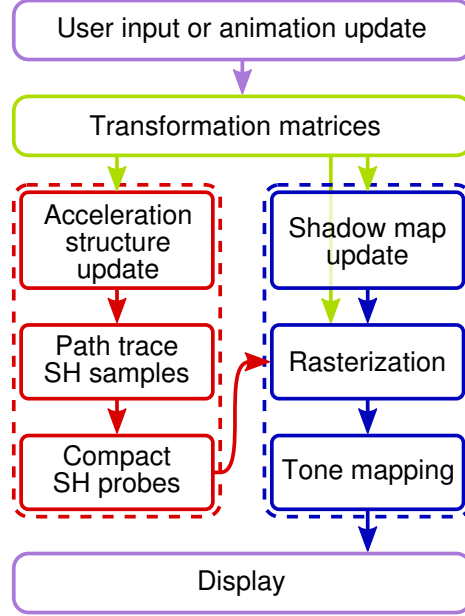 User input or animation update
Transformation matrices
Acceleration
structure
update
Path trace
SH samples
Compact
SH probes
Shadow map
update
Rasterization
Tone mapping
Display